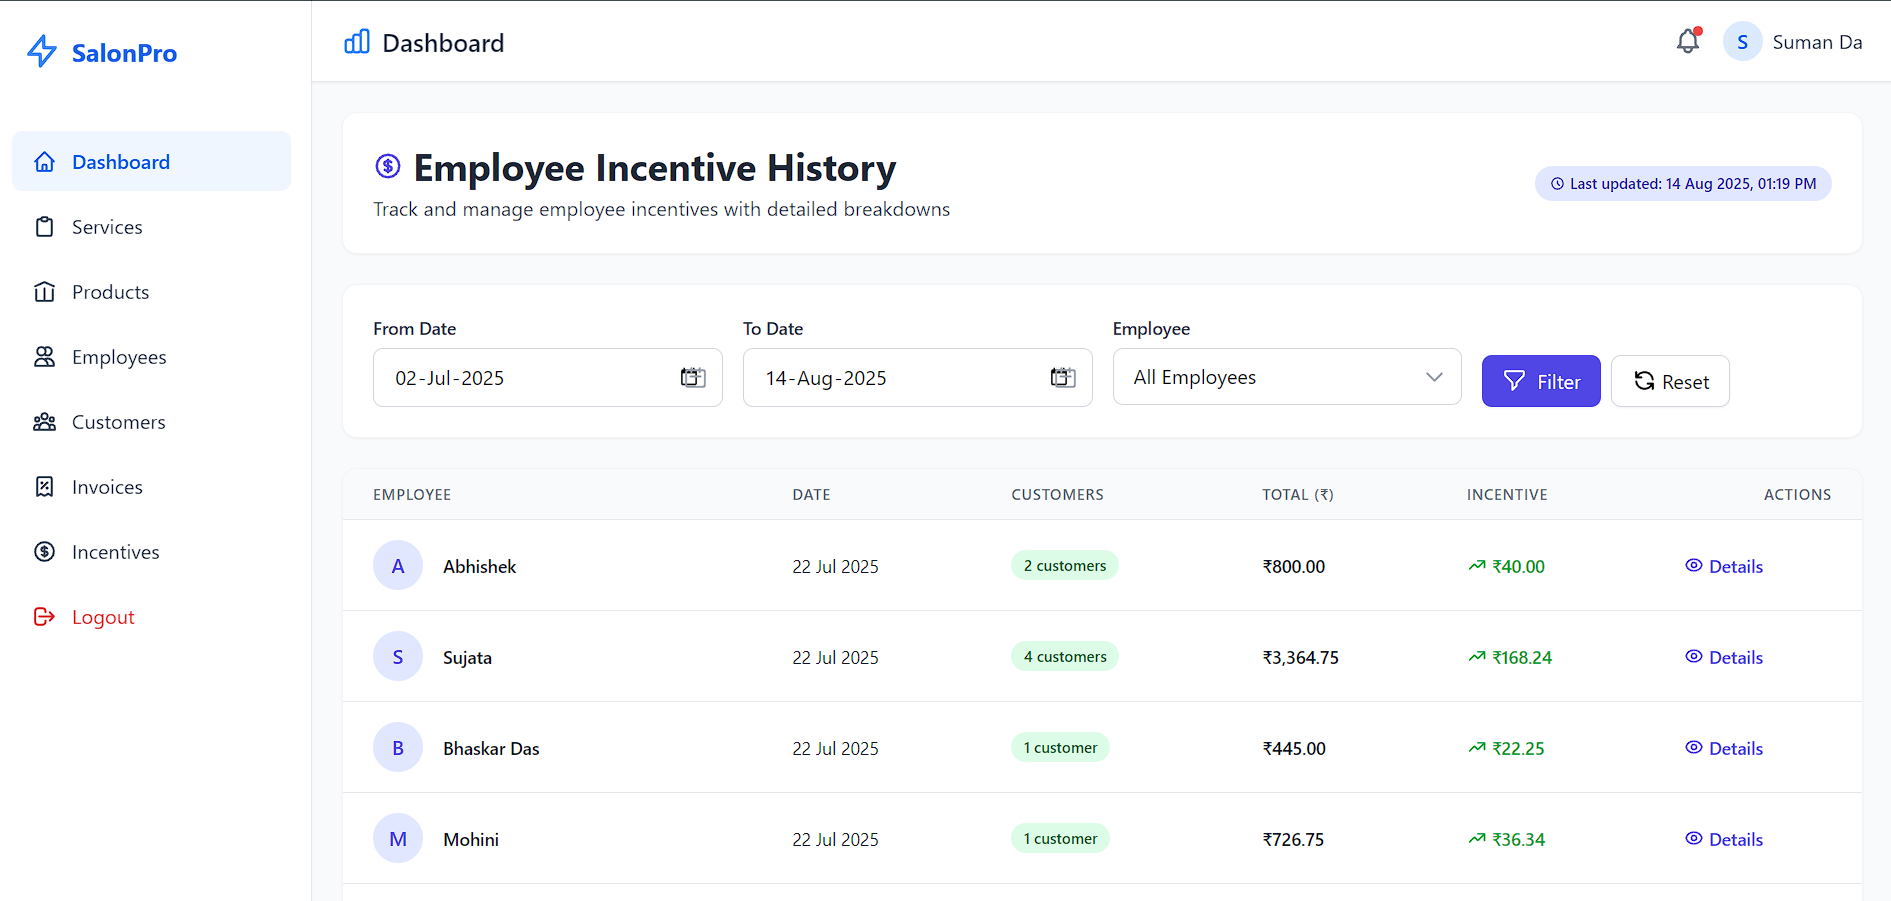 SalonPro
Dashboard
Services
Products
Employees
Customers
Invoices
Incentives
Logout
Dashboard
S Suman Da
Employee Incentive History
Track and manage employee incentives with detailed breakdowns
Last updated: 14 Aug 2025, 01:19 PM
From Date To Date Employee
02-Jul-2025 14-Aug-2025 All Employees Filter Reset
EMPLOYEE DATE CUSTOMERS TOTAL (₹) INCENTIVE ACTIONS
A Abhishek 22 Jul 2025 2 customers ₹800.00 ₹40.00 Details
S Sujata 22 Jul 2025 4 customers ₹3,364.75 ₹168.24 Details
B Bhaskar Das 22 Jul 2025 1 customer ₹445.00 ₹22.25 Details
M Mohini 22 Jul 2025 1 customer ₹726.75 ₹36.34 Details